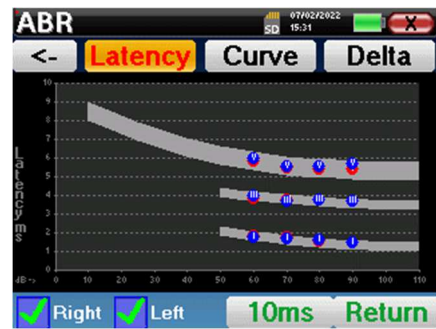 ABR
SD
07/02/2022
15:31
X
<- Latency Curve Delta
Latency ms
10
9
8
7
6
5
4
3
2
1
0
V V V V
III III III III
I I I I
dB-> 0 10 20 30 40 50 60 70 80 90 100 110
Right Left 10ms Return